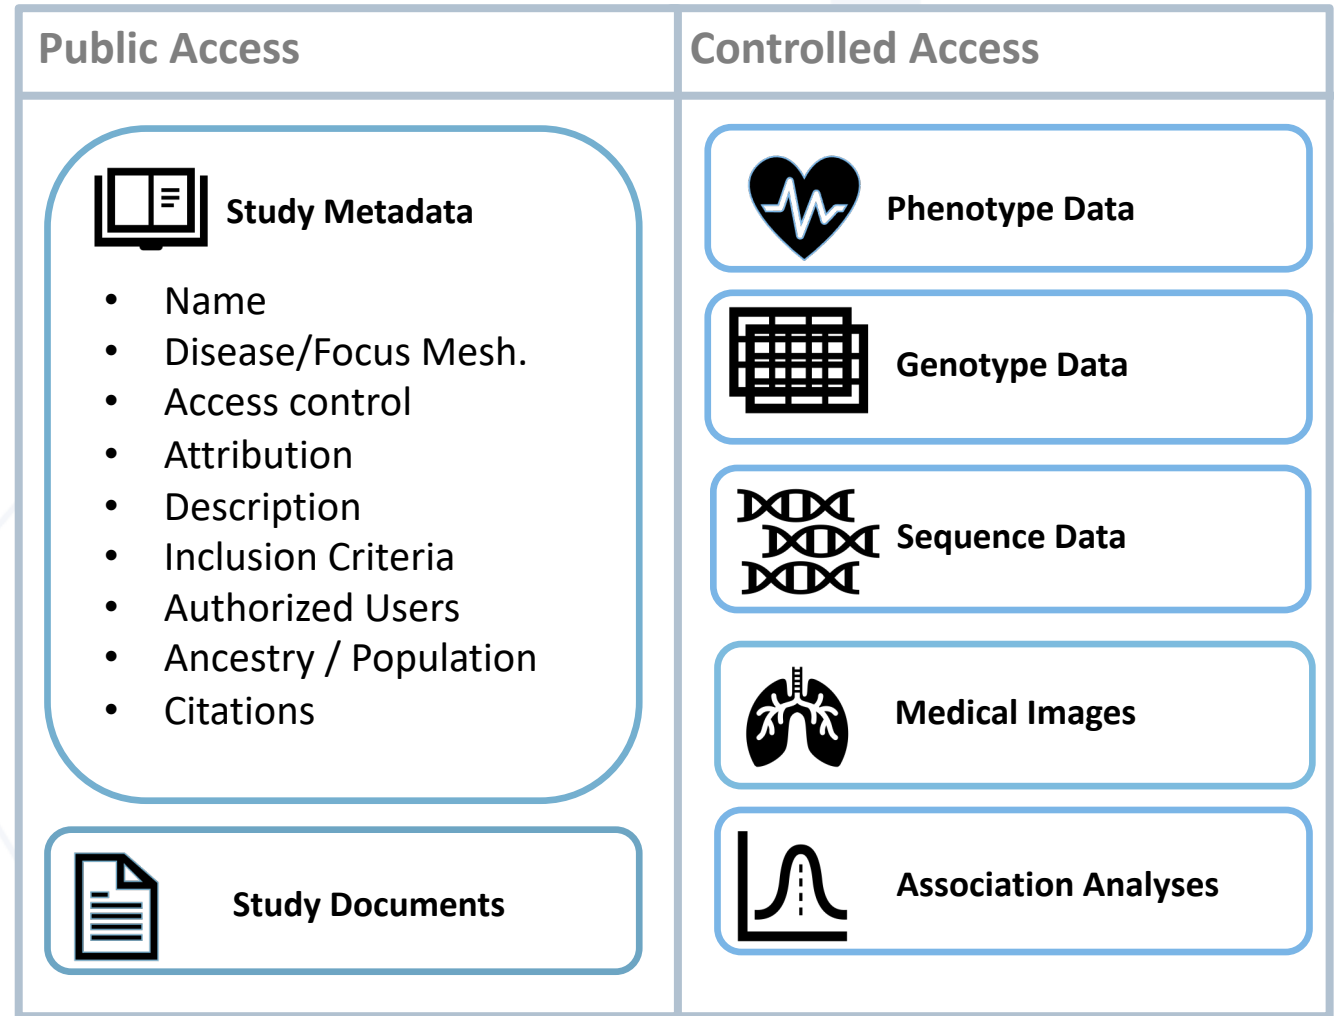 Public Access
Controlled Access
Study Metadata
• Name
• Disease/Focus Mesh.
• Access control
• Attribution
• Description
• Inclusion Criteria
• Authorized Users
• Ancestry / Population
• Citations
Study Documents
Phenotype Data
Genotype Data
Sequence Data
Medical Images
Association Analyses